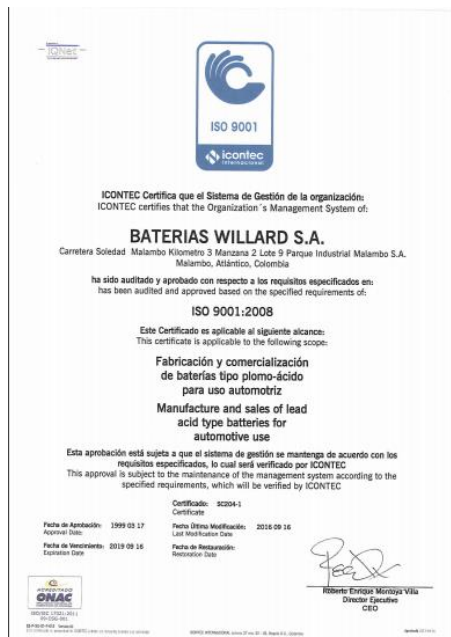 IQNet
ISO 9001
icontec
internacional
ICONTEC Certifica que el Sistema de Gestión de la organización:
ICONTEC certifies that the Organization´s Management System of:
BATERIAS WILLARD S.A.
Carretera Soledad Malambo Kilometro 3 Manzana 2 Lote 9 Parque Industrial Malambo S.A.
Malambo, Atlántico, Colombia
ha sido auditado y aprobado con respecto a los requisitos especificados en:
has been audited and approved based on the specified requirements of:
ISO 9001:2008
Este Certificado es aplicable al siguiente alcance:
This certificate is applicable to the following scope:
Fabricación y comercialización
de baterías tipo plomo-ácido
para uso automotriz
Manufacture and sales of lead
acid type batteries for
automotive use
Esta aprobación está sujeta a que el sistema de gestión se mantenga de acuerdo con los
requisitos especificados, lo cual será verificado por ICONTEC
This approval is subject to the maintenance of the management system according to the
specified requirements, which will be verified by ICONTEC
Certificado: SC204-1
Certificate
Fecha de Aprobación: 1999 03 17
Approval Date:
Fecha Última Modificación: 2016 09 16
Last Modification Date
Fecha de Vencimiento: 2019 09 16
Expiration Date
Fecha de Restauración:
Restoration Date
Roberto Enrique Montoya Villa
Director Ejecutivo
CEO
ACREDITADO
ONAC